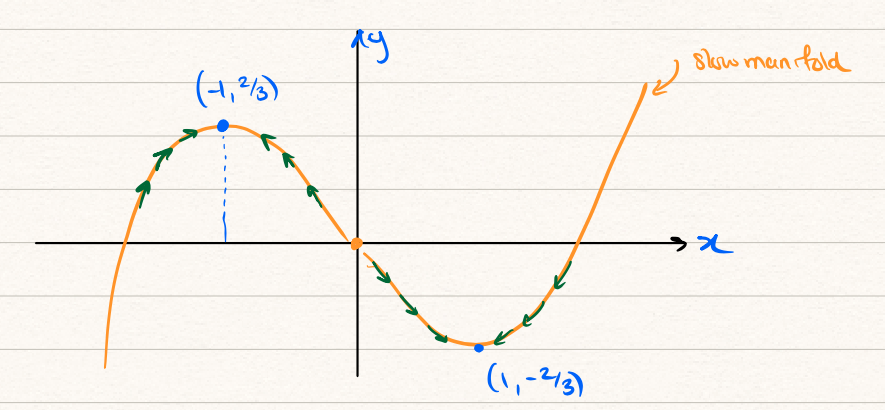 y
slow manifold
(-1, 2/3)
x
(1, -2/3)